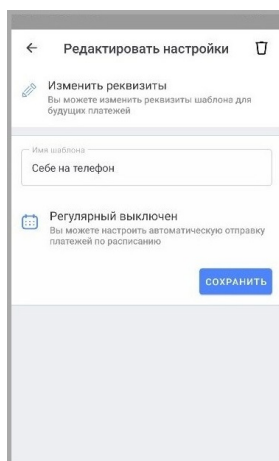 Редактировать настройки
Изменить реквизиты
Вы можете изменить реквизиты шаблона для
будущих платежей
Имя шаблона
Себе на телефон
Регулярный выключен
Вы можете настроить автоматическую отправку
платежей по расписанию
СОХРАНИТЬ